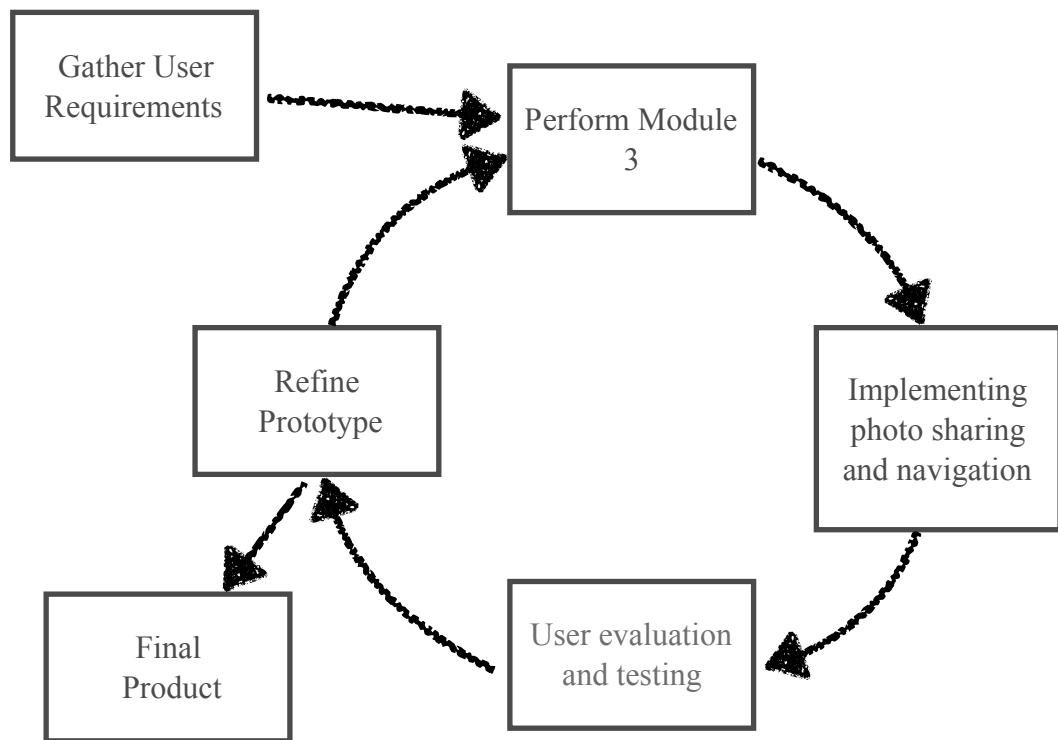 Gather User
Requirements
Perform Module
3
Implementing
photo sharing
and navigation
User evaluation
and testing
Refine
Prototype
Final
Product